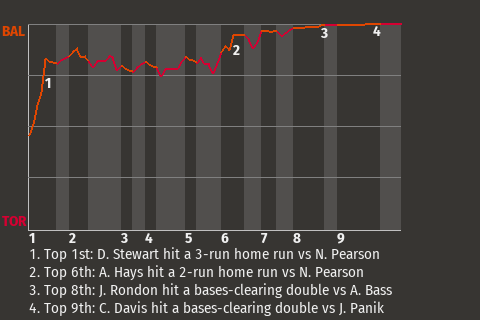 BAL
1
2
3
4
TOR
1 2 3 4 5 6 7 8 9
1. Top 1st: D. Stewart hit a 3-run home run vs N. Pearson
2. Top 6th: A. Hays hit a 2-run home run vs N. Pearson
3. Top 8th: J. Rondon hit a bases-clearing double vs A. Bass
4. Top 9th: C. Davis hit a bases-clearing double vs J. Panik